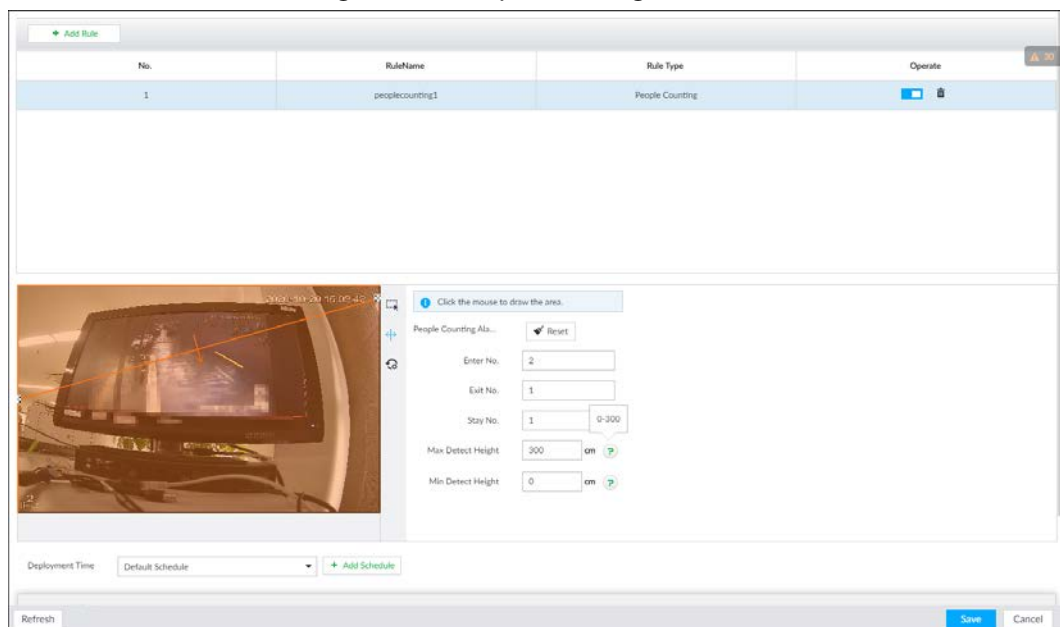 + Add Rule
No. RuleName Rule Type Operate
30
1 peoplecounting1 People Counting
Click the mouse to draw the area.
People Counting Ala... Reset
Enter No. 2
Exit No. 1
Stay No. 1 0-300
Max Detect Height 300 cm ?
Min Detect Height 0 cm ?
2
Deployment Time Default Schedule + Add Schedule
Refresh Save Cancel